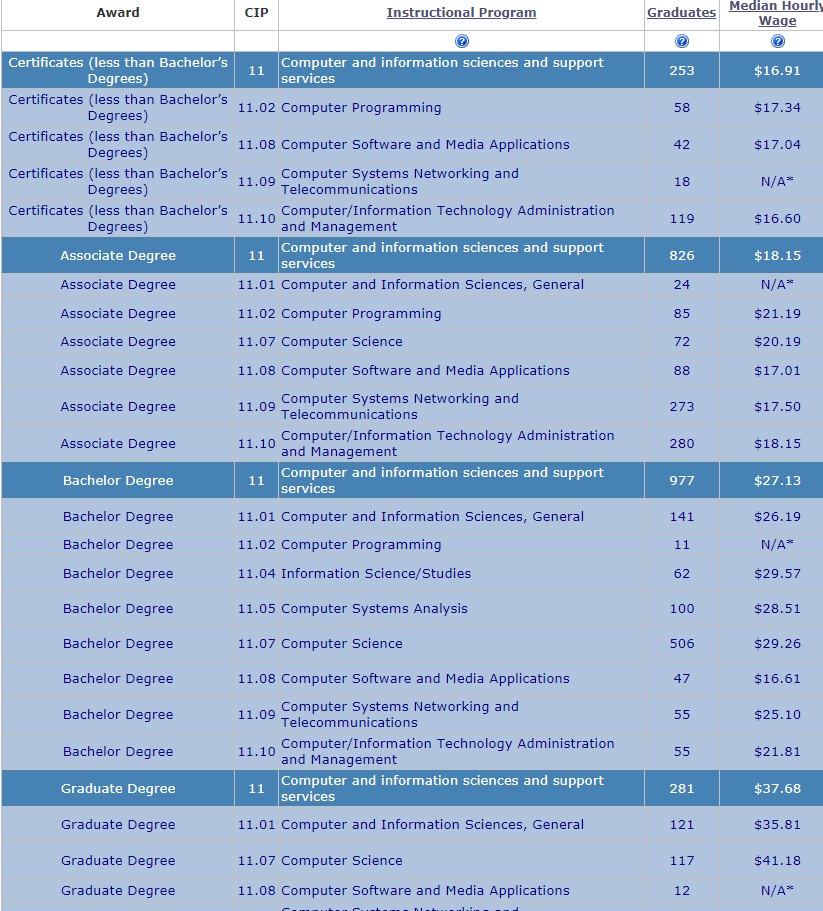 Award CIP Instructional Program Graduates Median Hourly
Wage
? ? ?
Certificates (less than Bachelor's
Degrees) 11 Computer and information sciences and support
services 253 $16.91
Certificates (less than Bachelor's
Degrees) 11.02 Computer Programming 58 $17.34
Certificates (less than Bachelor's
Degrees) 11.08 Computer Software and Media Applications 42 $17.04
Certificates (less than Bachelor's
Degrees) 11.09 Computer Systems Networking and
Telecommunications 18 N/A*
Certificates (less than Bachelor's
Degrees) 11.10 Computer/Information Technology Administration
and Management 119 $16.60
Associate Degree 11 Computer and information sciences and support
services 826 $18.15
Associate Degree 11.01 Computer and Information Sciences, General 24 N/A*
Associate Degree 11.02 Computer Programming 85 $21.19
Associate Degree 11.07 Computer Science 72 $20.19
Associate Degree 11.08 Computer Software and Media Applications 88 $17.01
Associate Degree 11.09 Computer Systems Networking and
Telecommunications 273 $17.50
Associate Degree 11.10 Computer/Information Technology Administration
and Management 280 $18.15
Bachelor Degree 11 Computer and information sciences and support
services 977 $27.13
Bachelor Degree 11.01 Computer and Information Sciences, General 141 $26.19
Bachelor Degree 11.02 Computer Programming 11 N/A*
Bachelor Degree 11.04 Information Science/Studies 62 $29.57
Bachelor Degree 11.05 Computer Systems Analysis 100 $28.51
Bachelor Degree 11.07 Computer Science 506 $29.26
Bachelor Degree 11.08 Computer Software and Media Applications 47 $16.61
Bachelor Degree 11.09 Computer Systems Networking and
Telecommunications 55 $25.10
Bachelor Degree 11.10 Computer/Information Technology Administration
and Management 55 $21.81
Graduate Degree 11 Computer and information sciences and support
services 281 $37.68
Graduate Degree 11.01 Computer and Information Sciences, General 121 $35.81
Graduate Degree 11.07 Computer Science 117 $41.18
Graduate Degree 11.08 Computer Software and Media Applications 12 N/A*